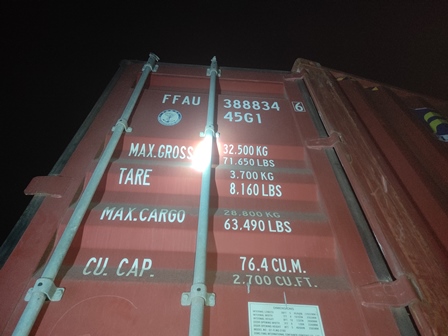 FFAU 388834 6
45G1
MAX.GROSS 32.500 KG
71.650 LBS
TARE 3.700 KG
8.160 LBS
MAX.CARGO 28.800 KG
63.490 LBS
CU. CAP. 76.4 CU.M.
2.700 CU.FT.